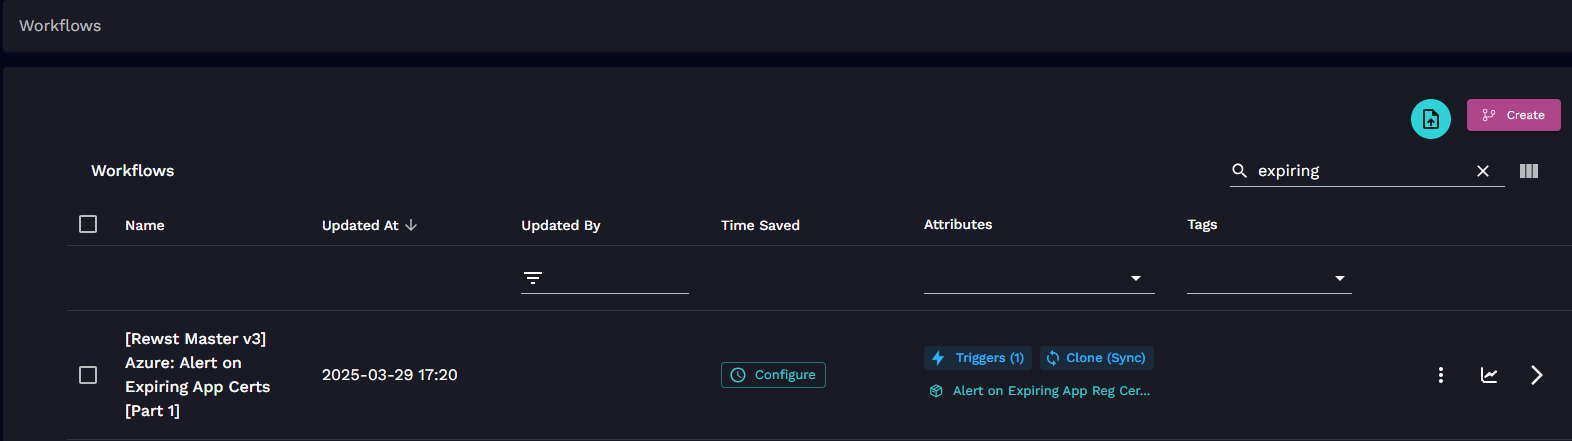 Workflows
Create
Workflows
expiring
Name Updated At Updated By Time Saved Attributes Tags
[Rewst Master v3]
Azure: Alert on
Expiring App Certs
[Part 1]
2025-03-29 17:20
Configure
Triggers (1) Clone (Sync)
Alert on Expiring App Reg Cer...